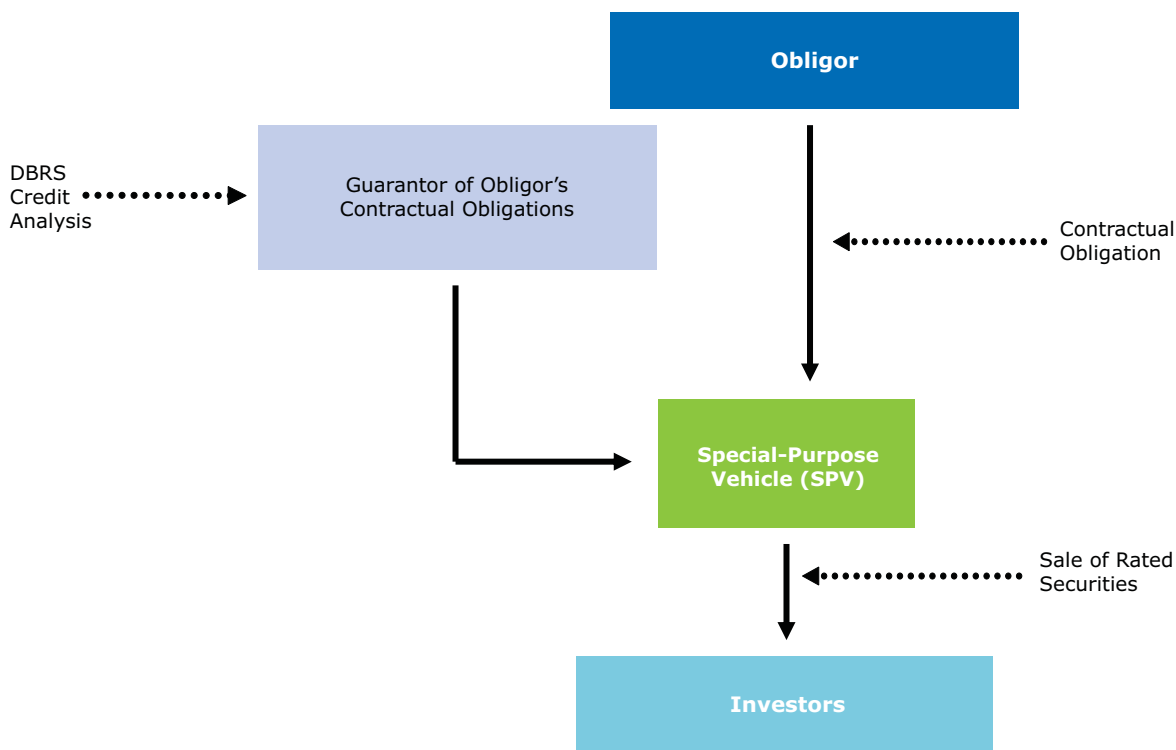 Obligor
DBRS
Credit
Analysis
Guarantor of Obligor’s
Contractual Obligations
Contractual
Obligation
Special-Purpose
Vehicle (SPV)
Sale of Rated
Securities
Investors